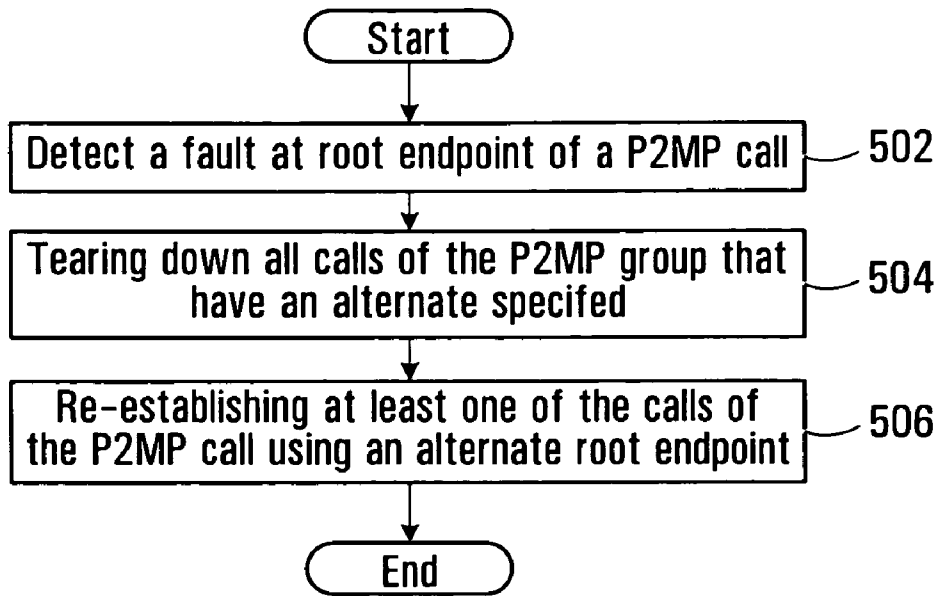 Start
Detect a fault at root endpoint of a P2MP call
502
Tearing down all calls of the P2MP group that
have an alternate specifed
504
Re-establishing at least one of the calls of
the P2MP call using an alternate root endpoint
506
End